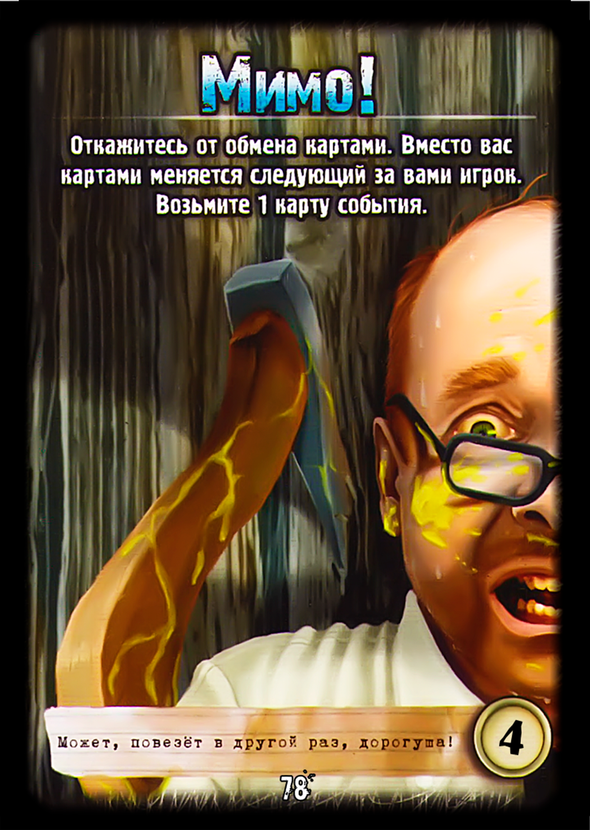 Мимо!
Откажитесь от обмена картами. Вместо вас
картами меняется следующий за вами игрок.
Возьмите 1 карту события.
Может, повезёт в другой раз, дорогуша!
4
78